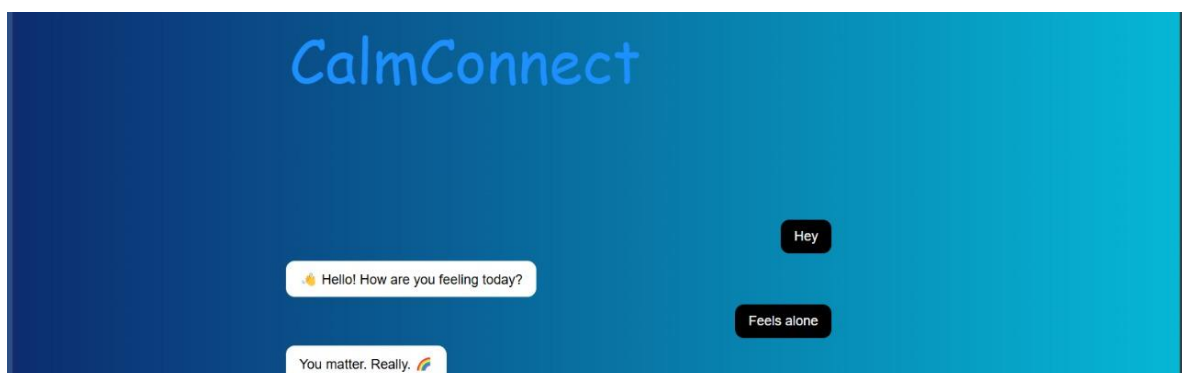 CalmConnect
Hey
👋 Hello! How are you feeling today?
Feels alone
You matter. Really. 🌈